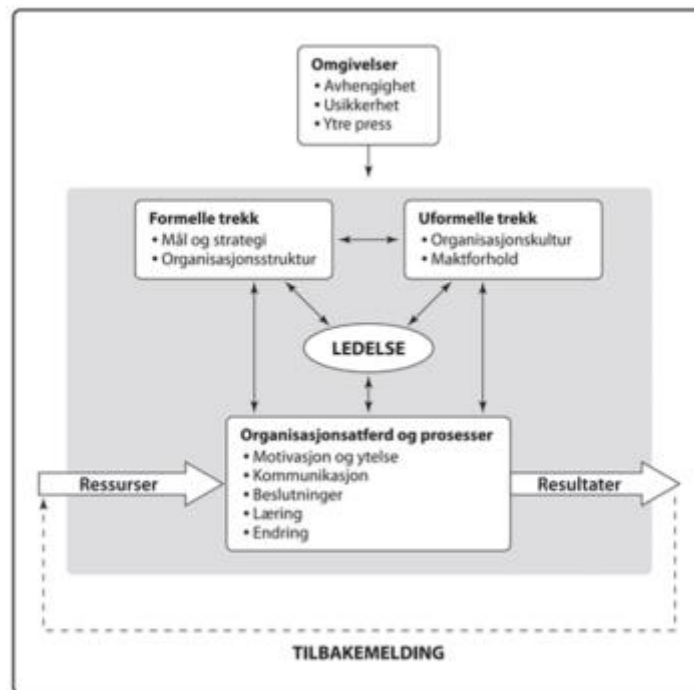 Omgivelser
• Avhengighet
• Usikkerhet
• Ytre press
Formelle trekk
• Mål og strategi
• Organisasjonsstruktur
Uformelle trekk
• Organisasjonskultur
• Maktforhold
LEDELSE
Organisasjonsatferd og prosesser
• Motivasjon og ytelse
• Kommunikasjon
• Beslutninger
• Læring
• Endring
Ressurser
Resultater
TILBAKEMELDING